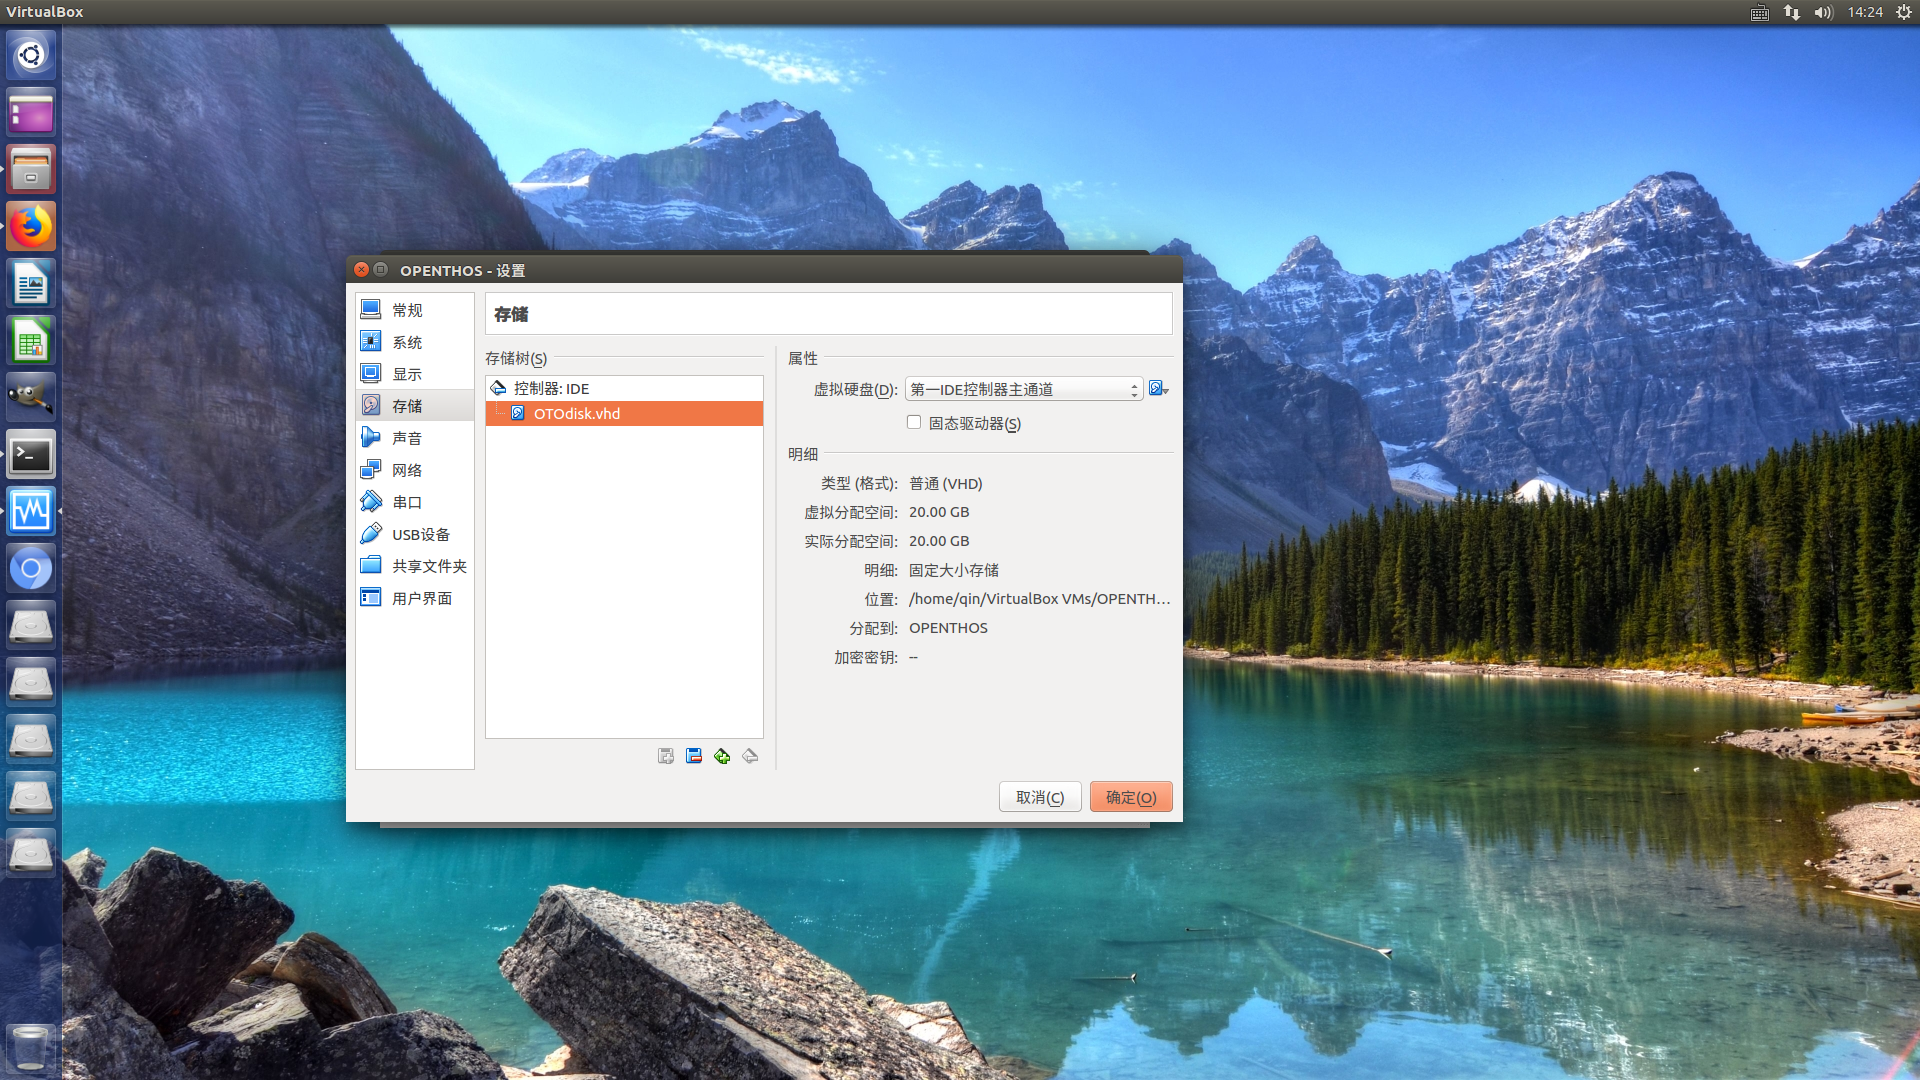 VirtualBox
14:24
OPENTHOS - 设置
常规
系统
显示
存储
声音
网络
串口
USB设备
共享文件夹
用户界面
存储
存储树(S)
控制器: IDE
OTOdisk.vhd
属性
虚拟硬盘(D): 第一IDE控制器主通道
固态驱动器(S)
明细
类型 (格式): 普通 (VHD)
虚拟分配空间: 20.00 GB
实际分配空间: 20.00 GB
明细: 固定大小存储
位置: /home/qin/VirtualBox VMs/OPENTH...
分配到: OPENTHOS
加密密钥: --
取消(C)
确定(O)